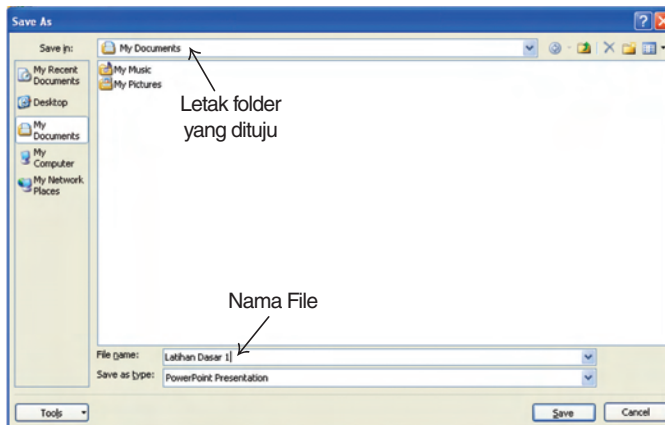 Save As
Save in:
My Documents
My Recent
Documents
Desktop
My
Documents
My
Computer
My Network
Places
My Music
My Pictures
Letak folder
yang dituju
Nama File
File name:
Latihan Dasar 1
Save as type:
PowerPoint Presentation
Tools
Save
Cancel